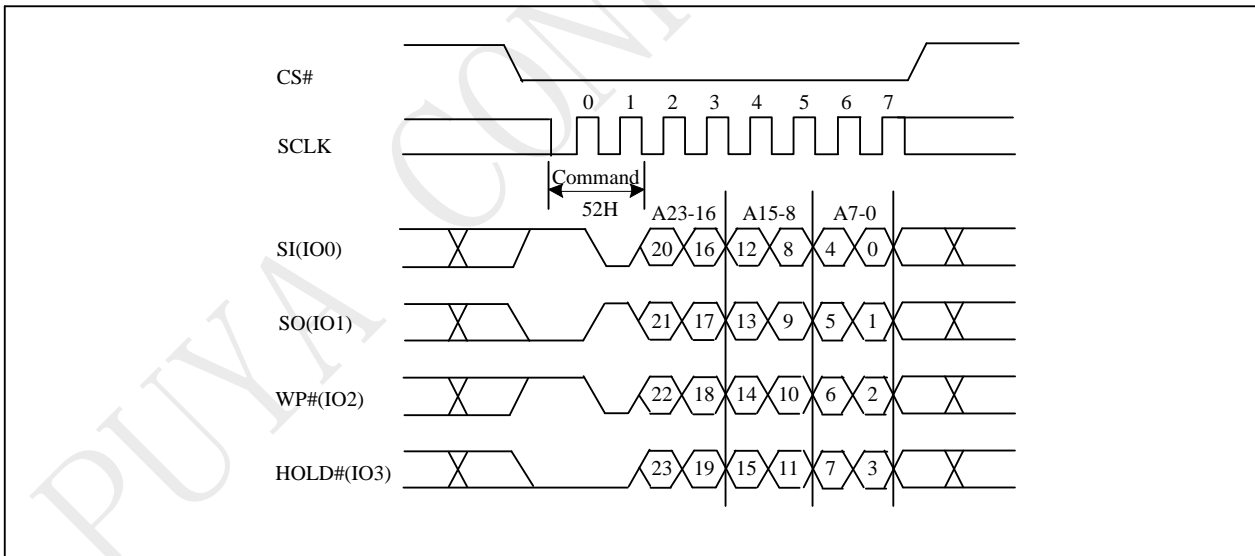 CS#
0 1 2 3 4 5 6 7
SCLK
Command
52H
A23-16 A15-8 A7-0
SI(IO0) 20 16 12 8 4 0
SO(IO1) 21 17 13 9 5 1
WP#(IO2) 22 18 14 10 6 2
HOLD#(IO3) 23 19 15 11 7 3
PUYA